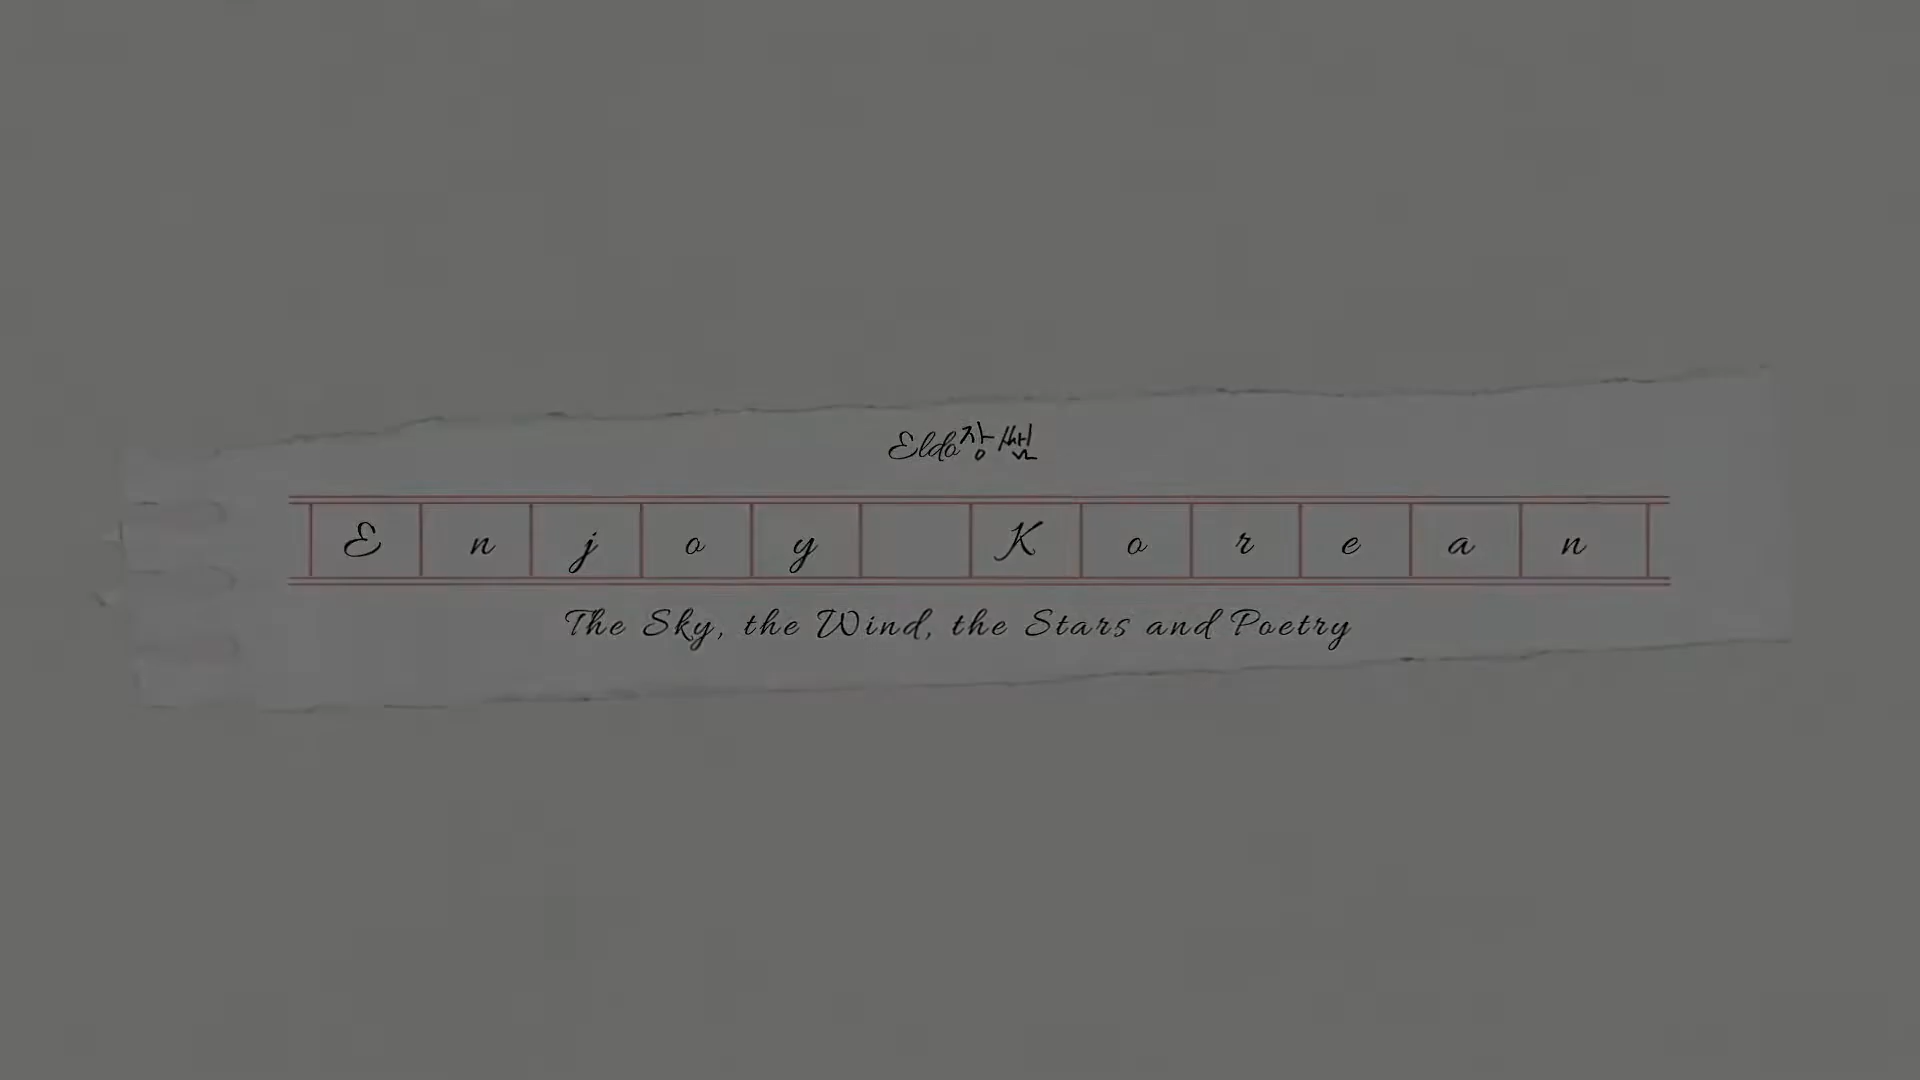 Eldo장쌤
Enjoy Korean
The Sky, the Wind, the Stars and Poetry